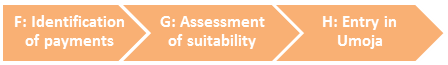 F: Identification
of payments
G: Assessment
of suitability
H: Entry in
Umoja